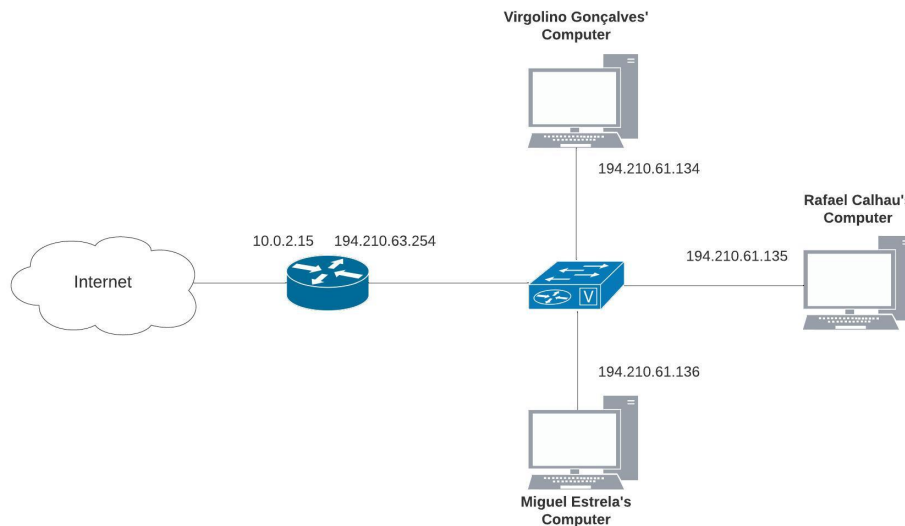 Virgolino Gonçalves'
Computer
194.210.61.134
Rafael Calhau's
Computer
10.0.2.15
194.210.63.254
194.210.61.135
Internet
V
194.210.61.136
Miguel Estrela's
Computer